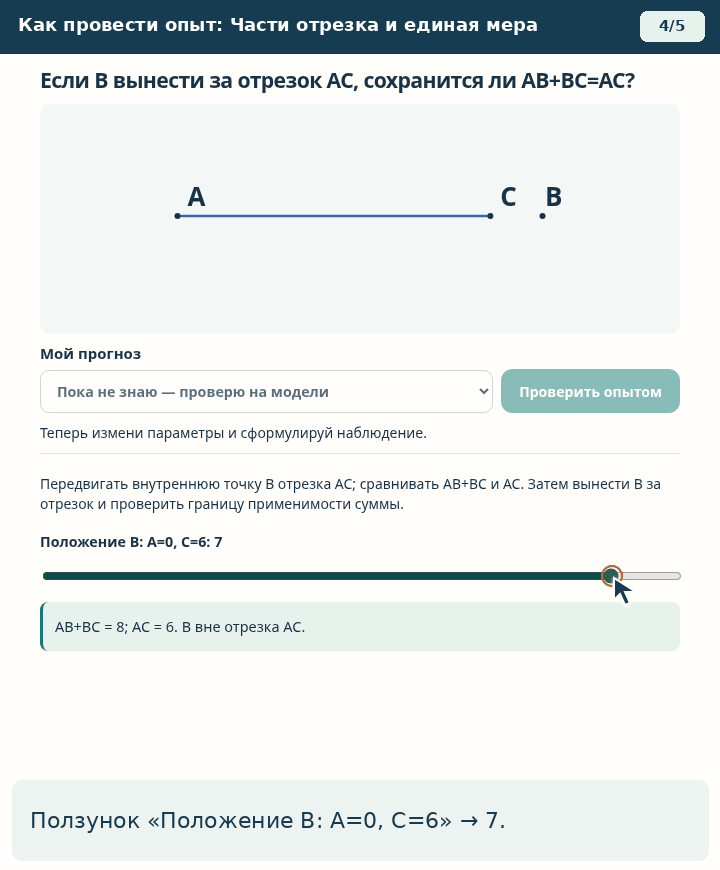 Как провести опыт: Части отрезка и единая мера
4/5
Если B вынести за отрезок AC, сохранится ли AB+BC=AC?
A
C
B
Мой прогноз
Пока не знаю — проверю на модели
Проверить опытом
Теперь измени параметры и сформулируй наблюдение.
Передвигать внутреннюю точку B отрезка AC; сравнивать AB+BC и AC. Затем вынести B за
отрезок и проверить границу применимости суммы.
Положение B: A=0, C=6: 7
AB+BC = 8; AC = 6. B вне отрезка AC.
Ползунок «Положение B: A=0, C=6» → 7.